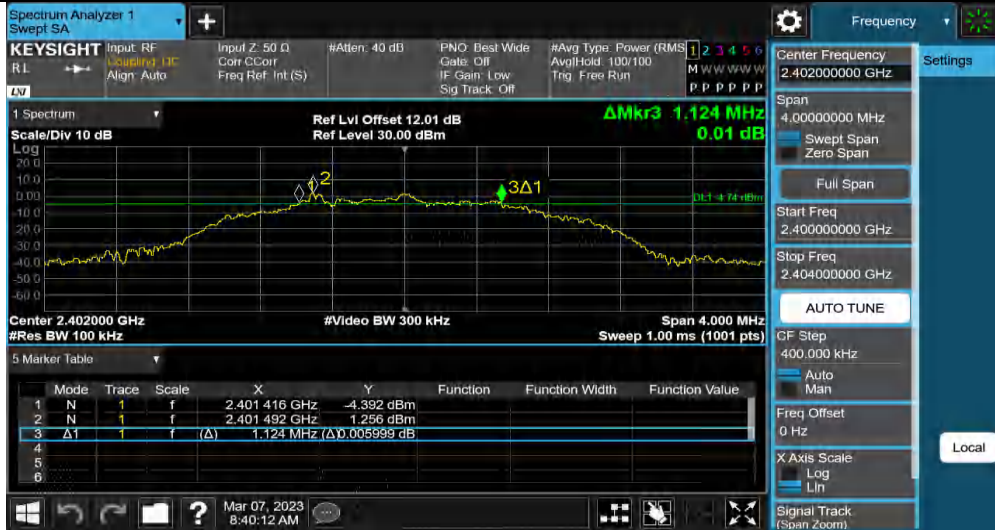 Spectrum Analyzer 1
Swept SA
+
Frequency
KEYSIGHT
RL
LXI
Input: RF
Coupling: DC
Align: Auto
Input Z: 50 Ω
Corr CCorr
Freq Ref: Int (S)
#Atten: 40 dB
PNO: Best Wide
Gate: Off
IF Gain: Low
Sig Track: Off
#Avg Type: Power (RMS
Avg|Hold: 100/100
Trig: Free Run
1 2 3 4 5 6
M W W W W W
P P P P P P
1 Spectrum
Scale/Div 10 dB
Ref Lvl Offset 12.01 dB
Ref Level 30.00 dBm
ΔMkr3 1.124 MHz
0.01 dB
Log
20.0
10.0
0.00
-10.0
-20.0
-30.0
-40.0
-50.0
-60.0
2
3Δ1
DL1 -4.74 dBm
Center 2.402000 GHz
#Res BW 100 kHz
#Video BW 300 kHz
Span 4.000 MHz
Sweep 1.00 ms (1001 pts)
5 Marker Table
Mode Trace Scale X Y Function Function Width Function Value
1 N 1 f 2.401 416 GHz -4.392 dBm
2 N 1 f 2.401 492 GHz 1.256 dBm
3 Δ1 1 f (Δ) 1.124 MHz (Δ)0.005999 dB
4
5
6
?
Mar 07, 2023
8:40:12 AM
Center Frequency
2.402000000 GHz
Span
4.00000000 MHz
Swept Span
Zero Span
Full Span
Start Freq
2.400000000 GHz
Stop Freq
2.404000000 GHz
AUTO TUNE
CF Step
400.000 kHz
Auto
Man
Freq Offset
0 Hz
X Axis Scale
Log
Lin
Signal Track
(Span Zoom)
Settings
Local